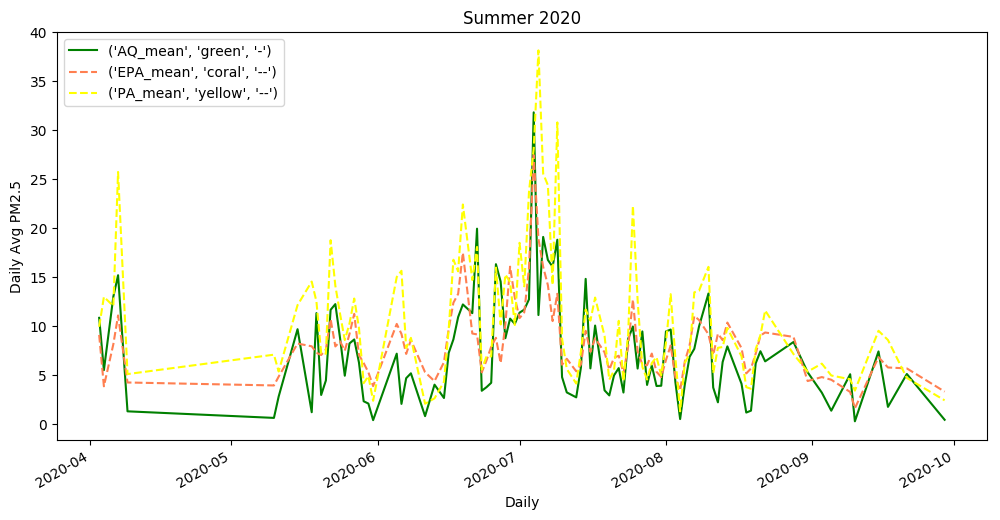 Summer 2020
('AQ_mean', 'green', '-')
('EPA_mean', 'coral', '--')
('PA_mean', 'yellow', '--')
Daily Avg PM2.5
40
35
30
25
20
15
10
5
0
2020-04
2020-05
2020-06
2020-07
2020-08
2020-09
2020-10
Daily